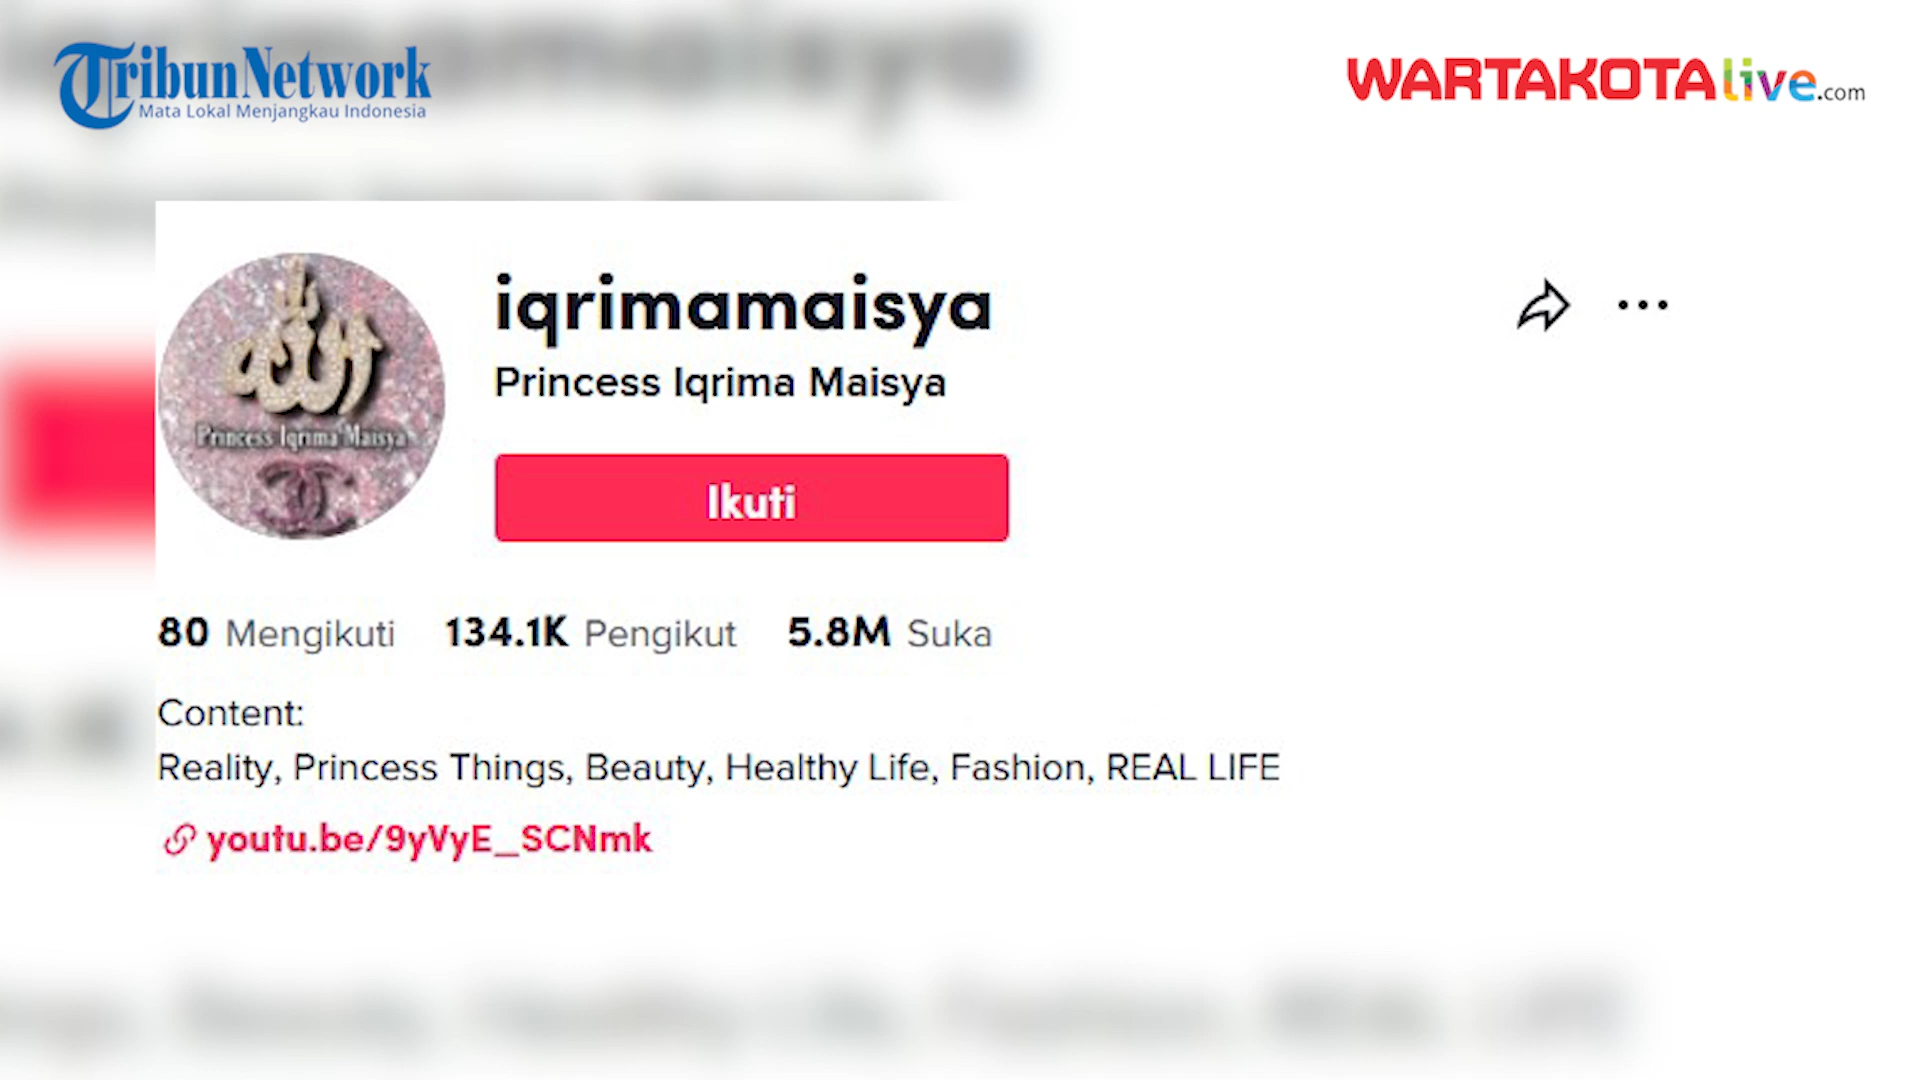 TribunNetwork
Mata Lokal Menjangkau Indonesia
WARTAKOTAlive.com
الله
Princess Iqrima Maisya
iqrimamaisya
Princess Iqrima Maisya
Ikuti
80 Mengikuti 134.1K Pengikut 5.8M Suka
Content:
Reality, Princess Things, Beauty, Healthy Life, Fashion, REAL LIFE
youtu.be/9yVyE_SCNmk